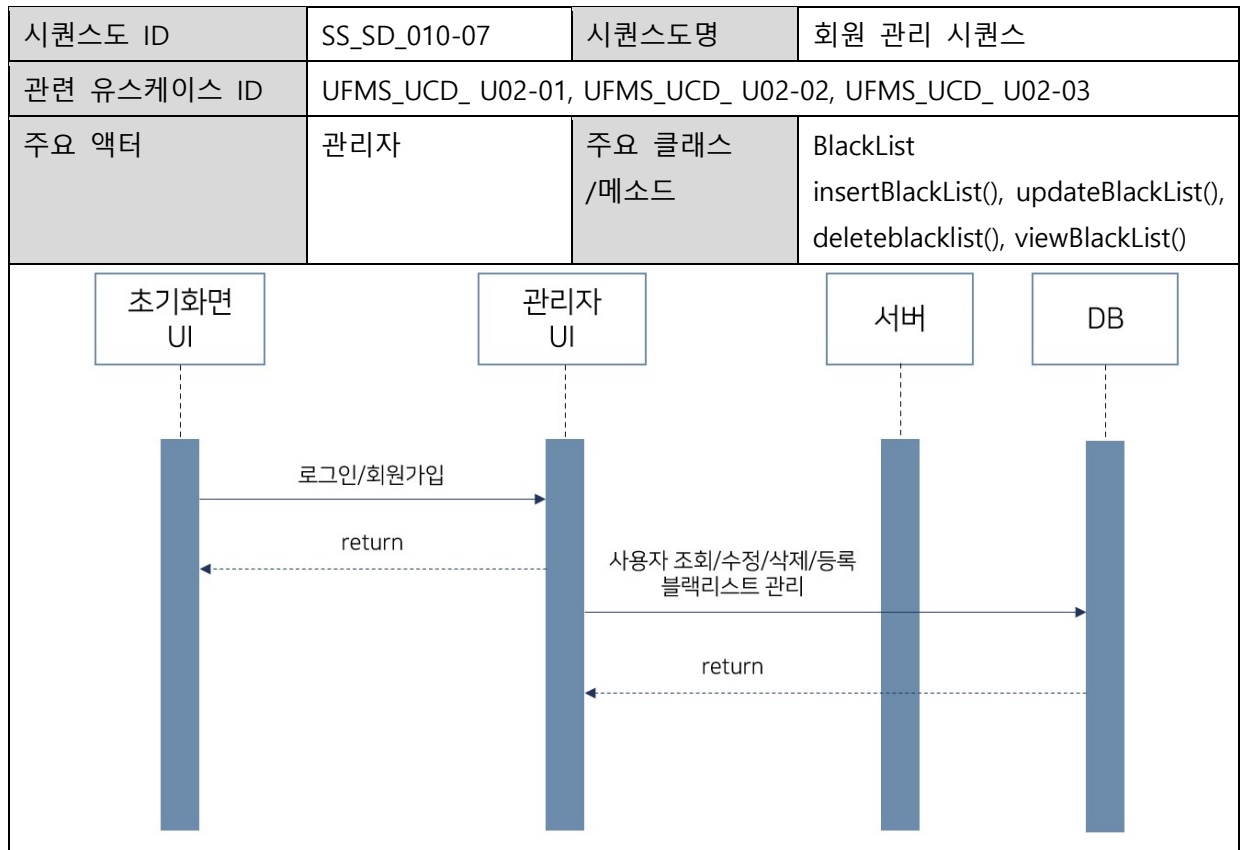 시퀀스도 ID SS_SD_010-07 시퀀스도명 회원 관리 시퀀스
관련 유스케이스 ID UFMS_UCD_ U02-01, UFMS_UCD_ U02-02, UFMS_UCD_ U02-03
주요 액터 관리자 주요 클래스 BlackList
/메소드 insertBlackList(), updateBlackList(),
deleteblacklist(), viewBlackList()
초기화면 관리자 서버 DB
UI UI
로그인/회원가입
return
사용자 조회/수정/삭제/등록
블랙리스트 관리
return